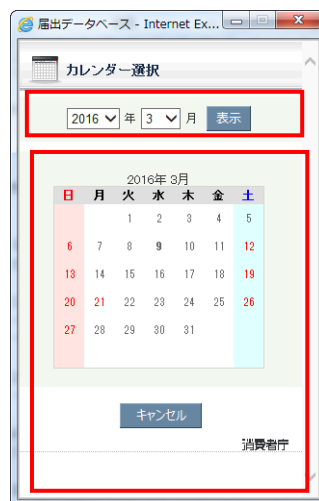 届出データベース - Internet Ex...
カレンダー選択
2016 年 3 月 表示
2016年 3月
日 月 火 水 木 金 土
1 2 3 4 5
6 7 8 9 10 11 12
13 14 15 16 17 18 19
20 21 22 23 24 25 26
27 28 29 30 31
キャンセル
消費者庁